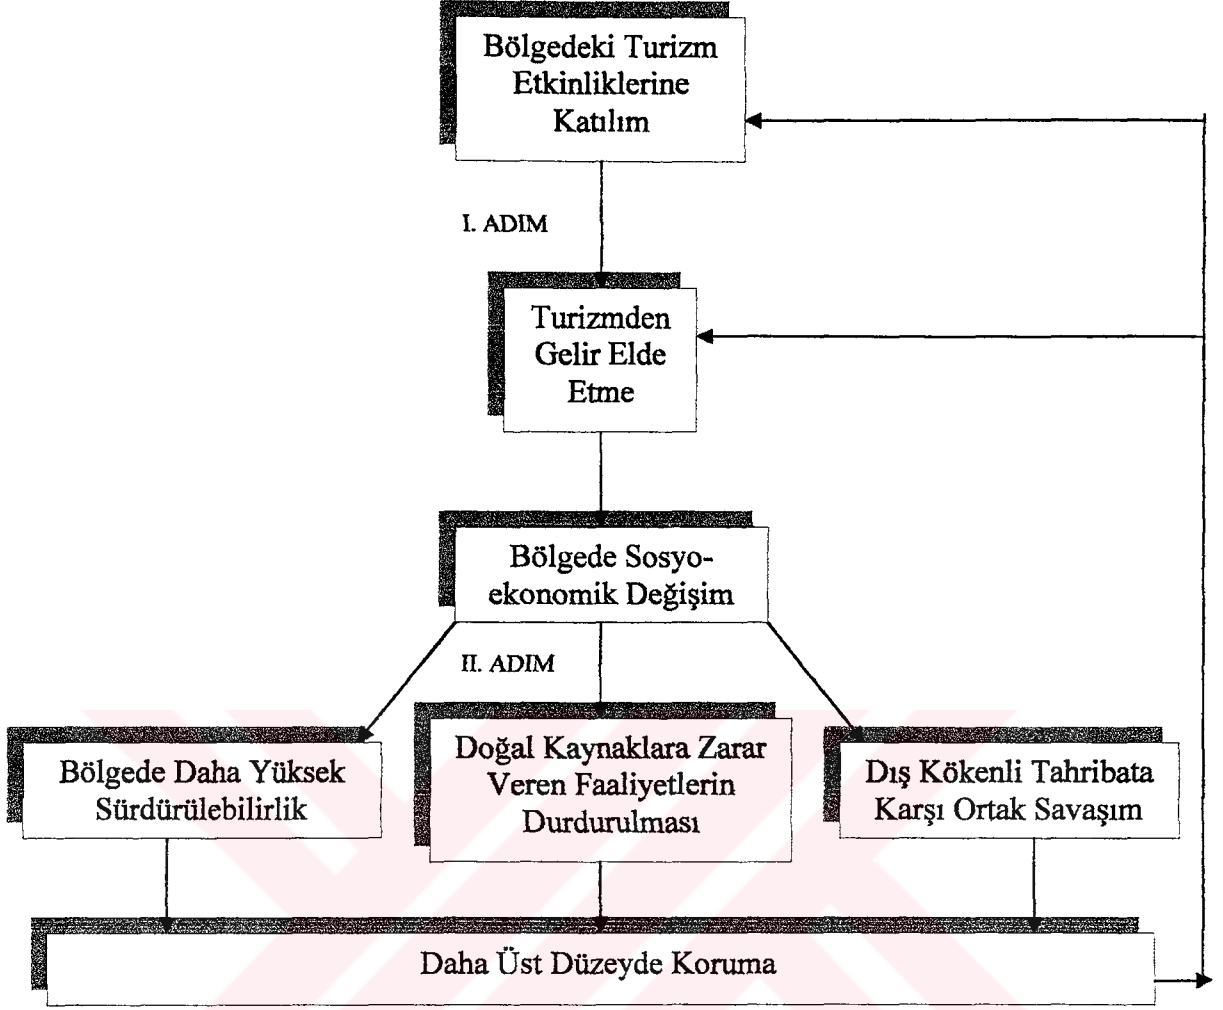 Bölgedeki Turizm
Etkinliklerine
Katılım
I. ADIM
Turizmden
Gelir Elde
Etme
Bölgede Sosyo-
ekonomik Değişim
II. ADIM
Bölgede Daha Yüksek
Sürdürülebilirlik
Doğal Kaynaklara Zarar
Veren Faaliyetlerin
Durdurulması
Dış Kökenli Tahribata
Karşı Ortak Savaşım
Daha Üst Düzeyde Koruma